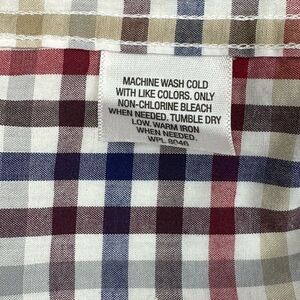 MACHINE WASH COLD
WITH LIKE COLORS. ONLY
NON-CHLORINE BLEACH
WHEN NEEDED. TUMBLE DRY
LOW. WARM IRON
WHEN NEEDED.
WPL 8046